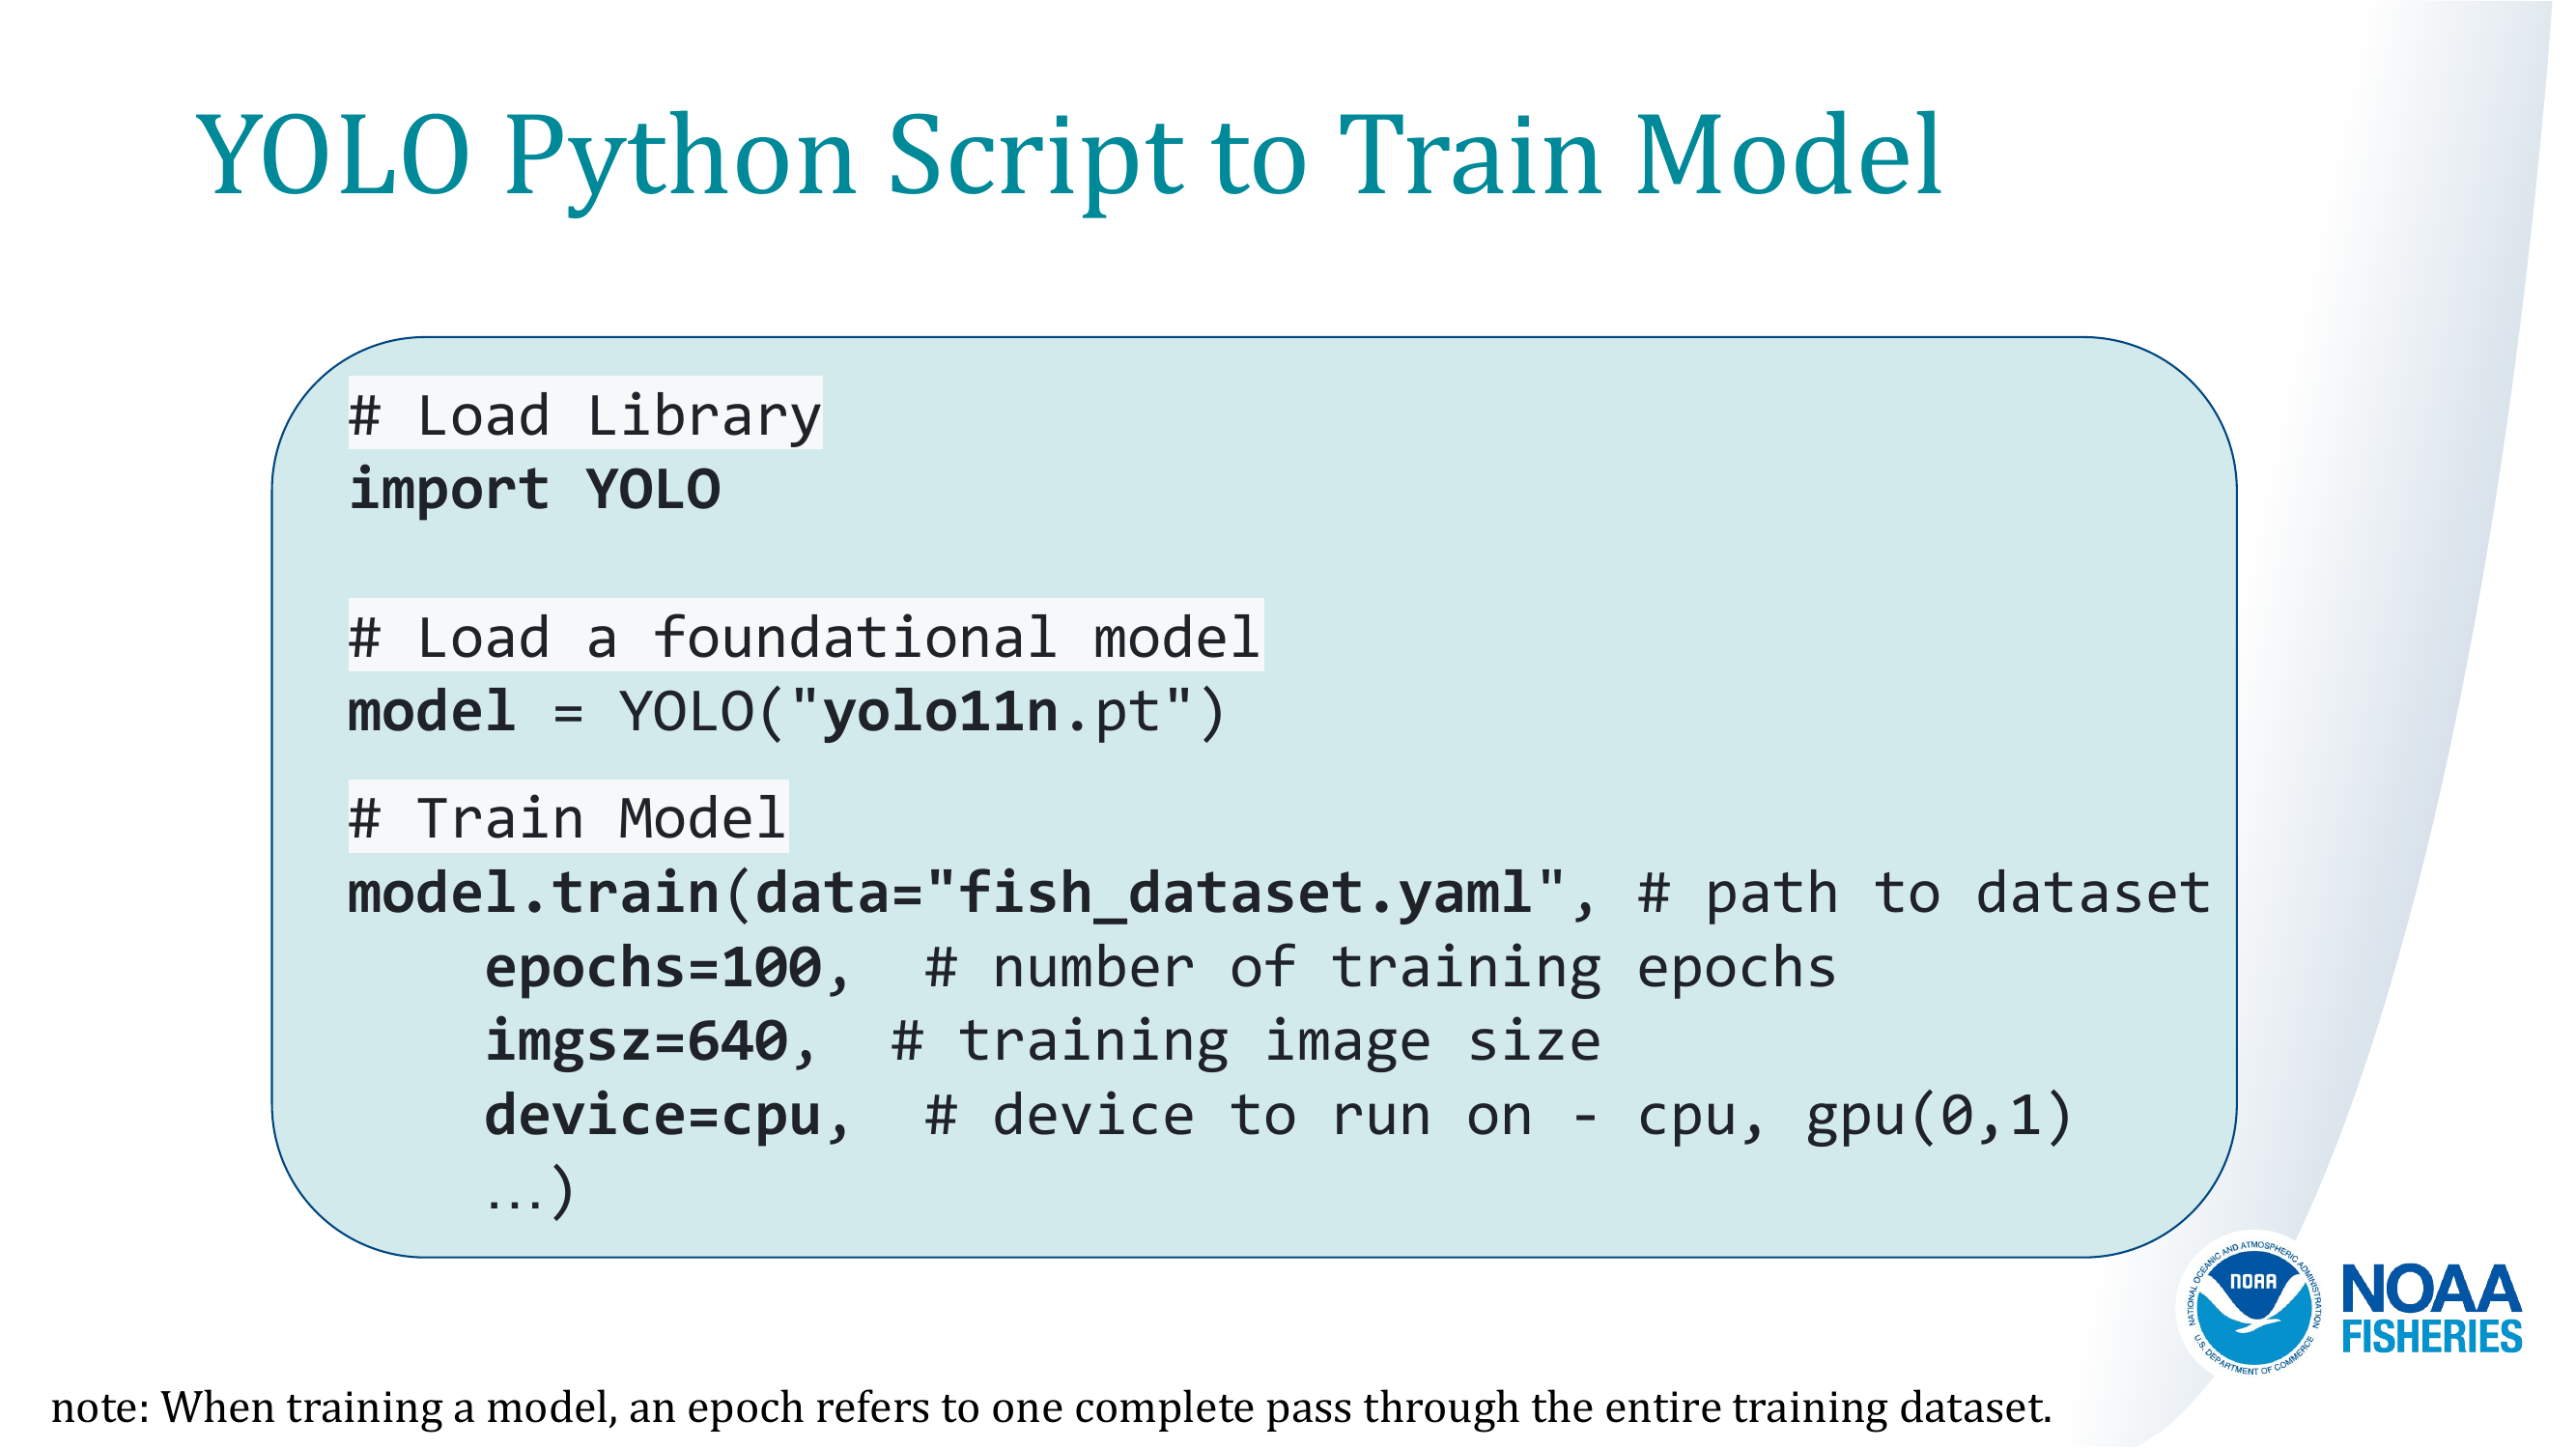 YOLO Python Script to Train Model
# Load Library
import YOLO
# Load a foundational model
model = YOLO("yolo11n.pt")
# Train Model
model.train(data="fish_dataset.yaml", # path to dataset
    epochs=100,  # number of training epochs
    imgsz=640,  # training image size
    device=cpu,  # device to run on - cpu, gpu(0,1)
    …)
NATIONAL OCEANIC AND ATMOSPHERIC ADMINISTRATION
NOAA
U.S. DEPARTMENT OF COMMERCE
NOAA
FISHERIES
note: When training a model, an epoch refers to one complete pass through the entire training dataset.